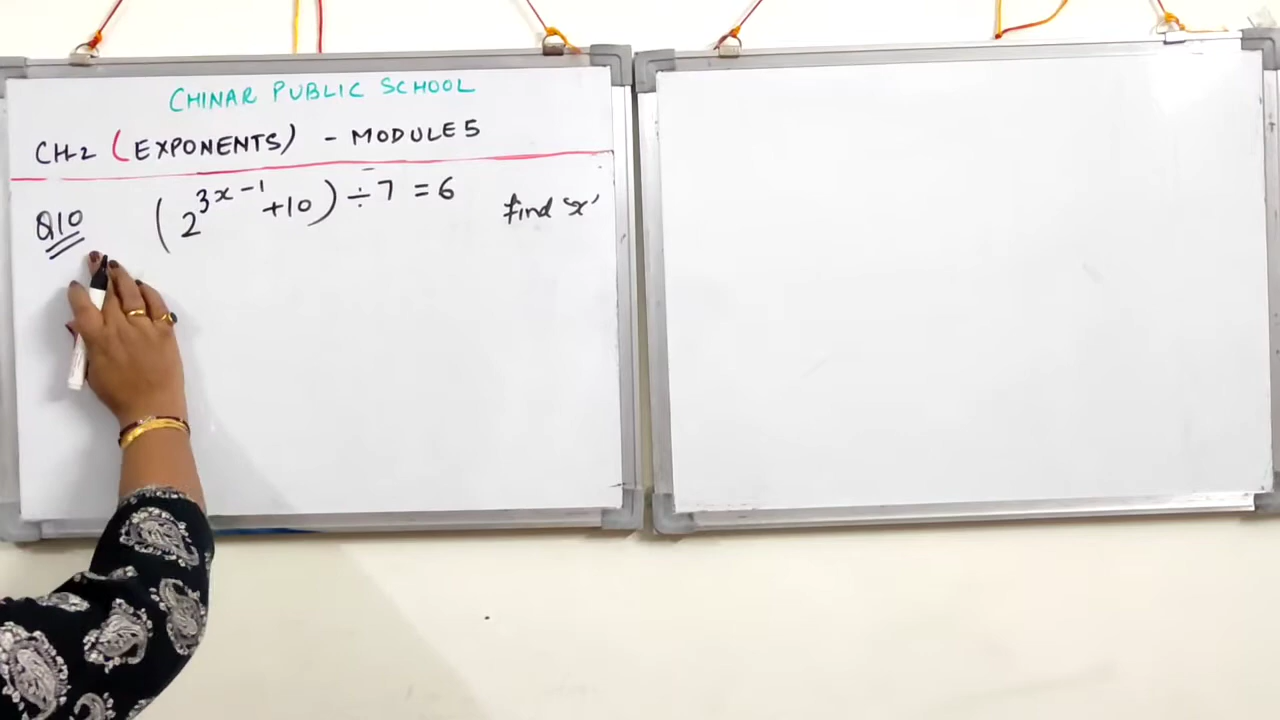 CHINAR PUBLIC SCHOOL
CH-2 (EXPONENTS) - MODULE 5
Q10 (2^{3x-1} +10) ÷ 7 = 6 find 'x'